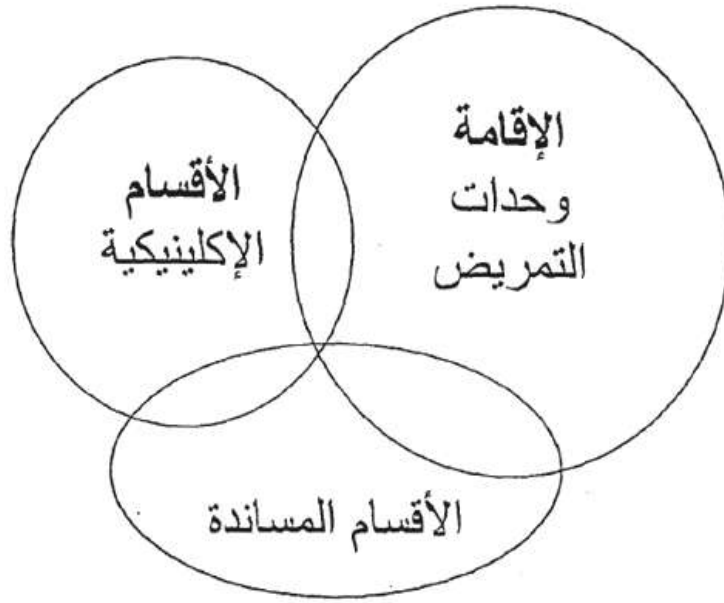 الإقامة
وحدات
التمريض
الأقسام
الإكلينيكية
الأقسام المساندة